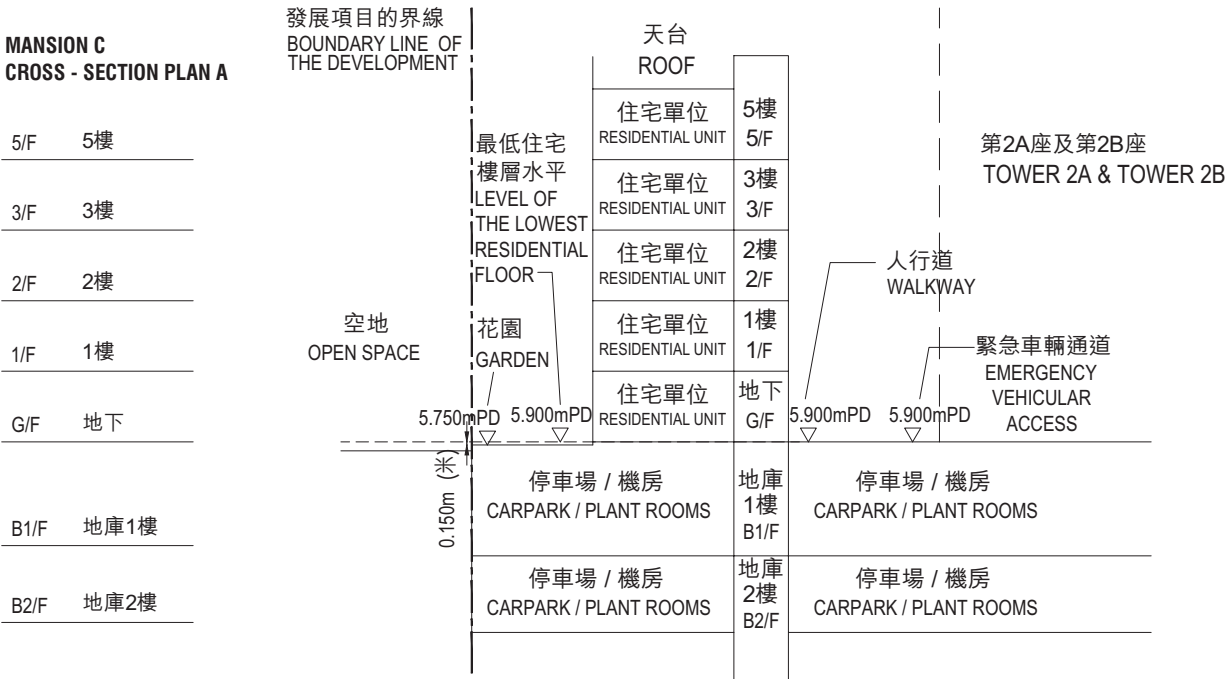 MANSION C
CROSS - SECTION PLAN A
5/F 5樓
3/F 3樓
2/F 2樓
1/F 1樓
G/F 地下
B1/F 地庫1樓
B2/F 地庫2樓
發展項目的界線
BOUNDARY LINE OF
THE DEVELOPMENT
空地
OPEN SPACE
最低住宅
樓層水平
LEVEL OF
THE LOWEST
RESIDENTIAL
FLOOR
花園
GARDEN
5.750mPD
5.900mPD
0.150m (米)
天台
ROOF
住宅單位
RESIDENTIAL UNIT
5樓
5/F
住宅單位
RESIDENTIAL UNIT
3樓
3/F
住宅單位
RESIDENTIAL UNIT
2樓
2/F
住宅單位
RESIDENTIAL UNIT
1樓
1/F
住宅單位
RESIDENTIAL UNIT
地下
G/F
第2A座及第2B座
TOWER 2A & TOWER 2B
人行道
WALKWAY
緊急車輛通道
EMERGENCY
VEHICULAR
ACCESS
5.900mPD
5.900mPD
停車場 / 機房
CARPARK / PLANT ROOMS
地庫
1樓
B1/F
停車場 / 機房
CARPARK / PLANT ROOMS
停車場 / 機房
CARPARK / PLANT ROOMS
地庫
2樓
B2/F
停車場 / 機房
CARPARK / PLANT ROOMS